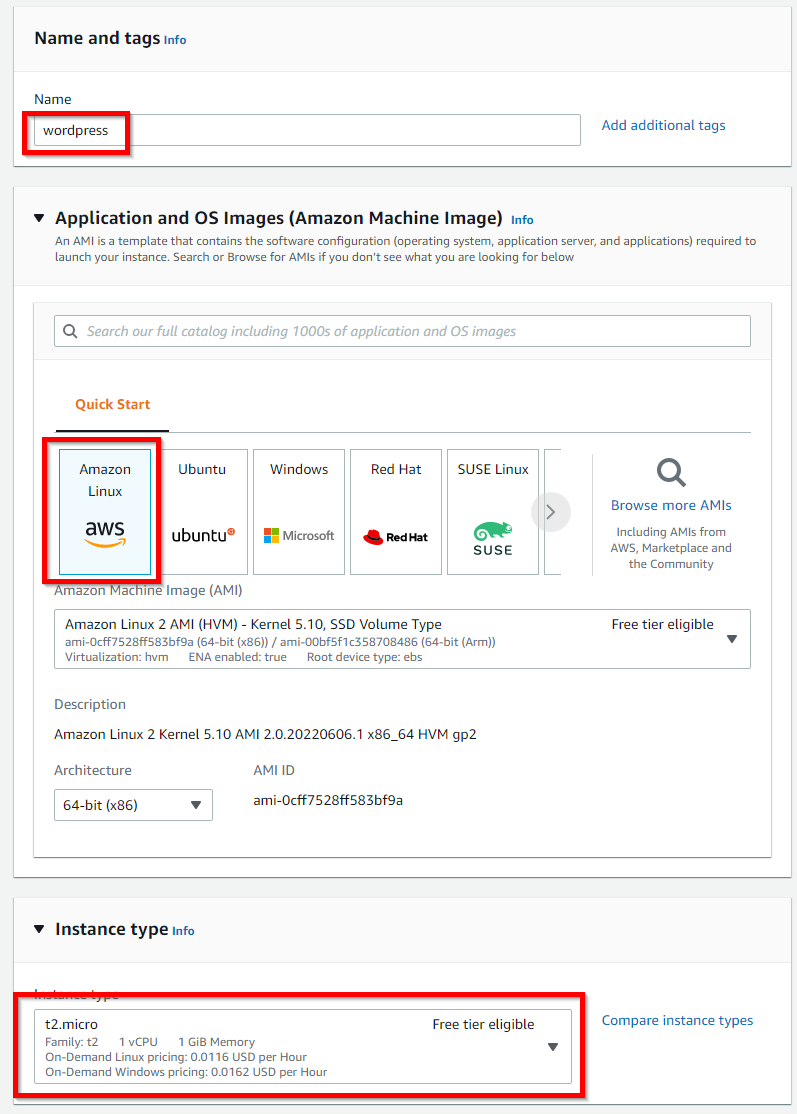 Name and tags Info
Name
wordpress
Add additional tags
Application and OS Images (Amazon Machine Image) Info
An AMI is a template that contains the software configuration (operating system, application server, and applications) required to
launch your instance. Search or Browse for AMIs if you don't see what you are looking for below
Search our full catalog including 1000s of application and OS images
Quick Start
Amazon
Linux
aws
Ubuntu
ubuntu
Windows
Microsoft
Red Hat
Red Hat
SUSE Linux
SUSE
Browse more AMIs
Including AMIs from
AWS, Marketplace and
the Community
Amazon Machine Image (AMI)
Amazon Linux 2 AMI (HVM) - Kernel 5.10, SSD Volume Type
Free tier eligible
ami-0cff7528ff583bf9a (64-bit (x86)) / ami-00bf5f1c358708486 (64-bit (Arm))
Virtualization: hvm ENA enabled: true Root device type: ebs
Description
Amazon Linux 2 Kernel 5.10 AMI 2.0.20220606.1 x86_64 HVM gp2
Architecture
AMI ID
64-bit (x86)
ami-0cff7528ff583bf9a
Instance type Info
Instance type
t2.micro
Free tier eligible
Family: t2 1 vCPU 1 GiB Memory
On-Demand Linux pricing: 0.0116 USD per Hour
On-Demand Windows pricing: 0.0162 USD per Hour
Compare instance types